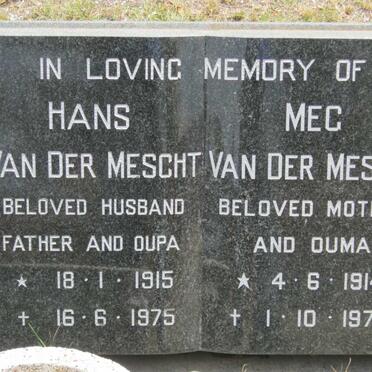 IN LOVING MEMORY OF
HANS
VAN DER MESCHT
BELOVED HUSBAND
FATHER AND OUPA
★ 18·1·1915
✝ 16·6·1975
MEG
VAN DER MES
BELOVED MOT
AND OUMA
★ 4·6·191
✝ 1·10·197